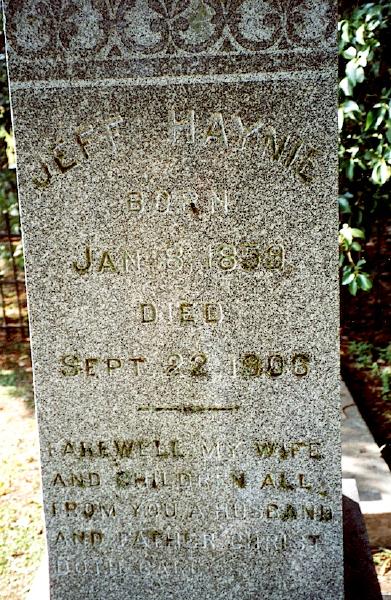 JEFF HAYNIE
BORN
JAN. 8, 1859,
DIED
SEPT. 22, 1906
FAREWELL MY WIFE
AND CHILDREN ALL,
FROM YOU A HUSBAND
AND FATHER CHRIST
DOTH CALL